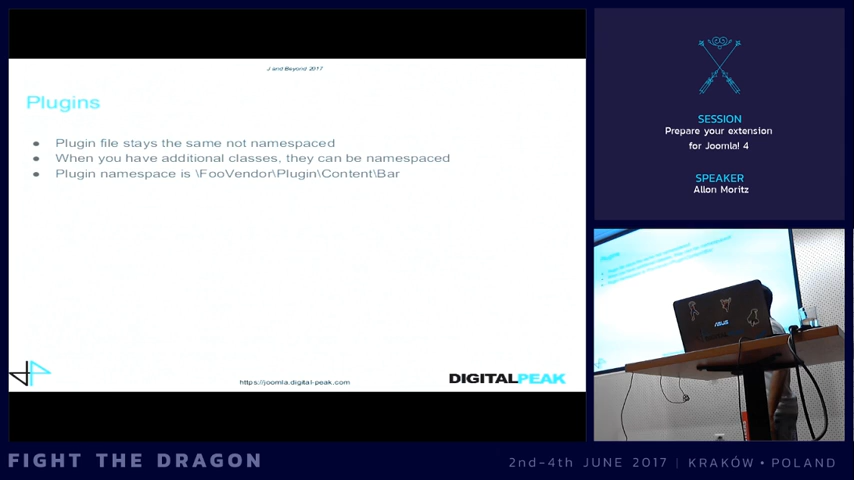 J and Beyond 2017
Plugins
● Plugin file stays the same not namespaced
● When you have additional classes, they can be namespaced
● Plugin namespace is \FooVendor\Plugin\Content\Bar
https://joomla.digital-peak.com
DIGITALPEAK
SESSION
Prepare your extension
for Joomla! 4
SPEAKER
Allon Moritz
Plugins
ASUS
FIGHT THE DRAGON
2nd-4th JUNE 2017 | KRAKÓW • POLAND